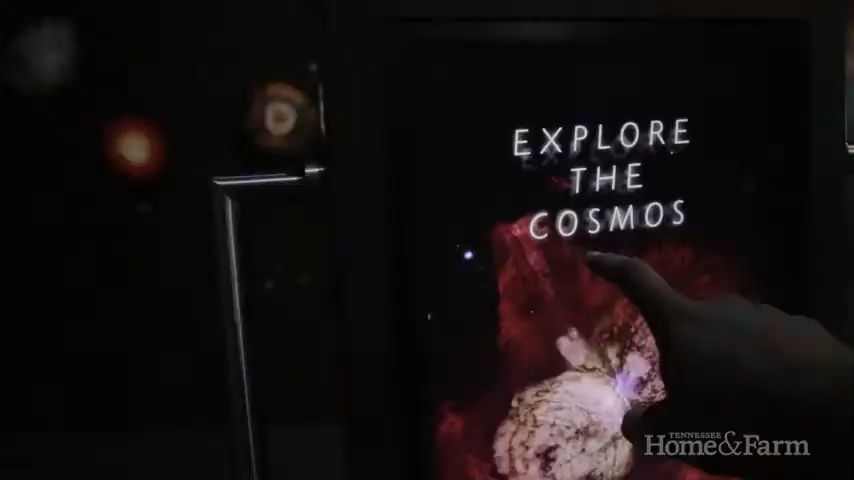 EXPLORE
THE
COSMOS
TENNESSEE
Home&Farm